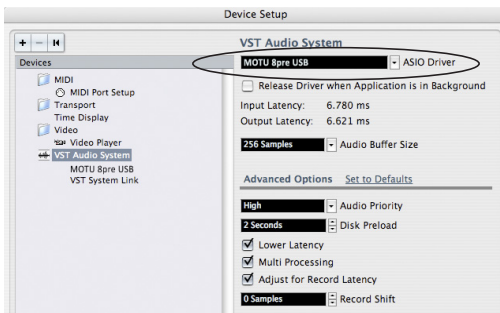 Device Setup
+ − I◀
Devices
MIDI
MIDI Port Setup
Transport
Time Display
Video
Video Player
VST Audio System
MOTU 8pre USB
VST System Link
VST Audio System
MOTU 8pre USB ASIO Driver
Release Driver when Application is in Background
Input Latency: 6.780 ms
Output Latency: 6.621 ms
256 Samples Audio Buffer Size
Advanced Options Set to Defaults
High Audio Priority
2 Seconds Disk Preload
Lower Latency
Multi Processing
Adjust for Record Latency
0 Samples Record Shift